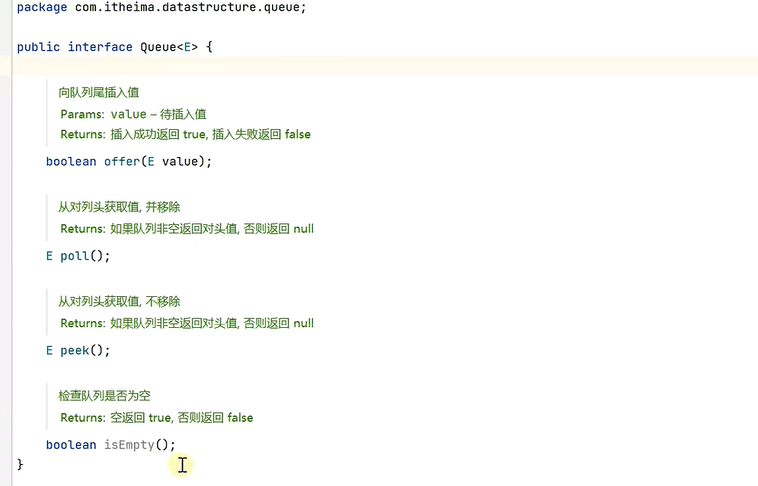 package com.itheima.datastructure.queue;
public interface Queue<E> {
向队列尾插入值
Params: value – 待插入值
Returns: 插入成功返回 true, 插入失败返回 false
boolean offer(E value);
从对列头获取值, 并移除
Returns: 如果队列非空返回对头值, 否则返回 null
E poll();
从对列头获取值, 不移除
Returns: 如果队列非空返回对头值, 否则返回 null
E peek();
检查队列是否为空
Returns: 空返回 true, 否则返回 false
boolean isEmpty();
}